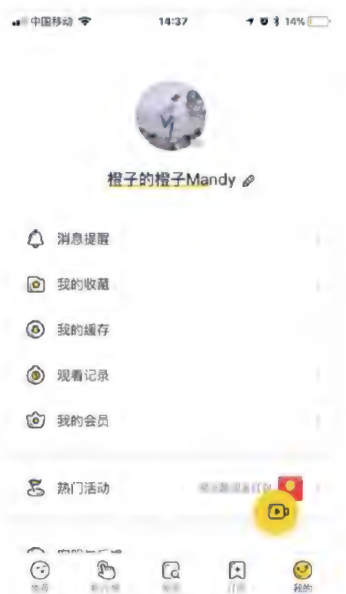 中国移动 14:37 14%
橙子的橙子Mandy
消息提醒
我的收藏
我的缓存
观看记录
我的会员
热门活动
我的